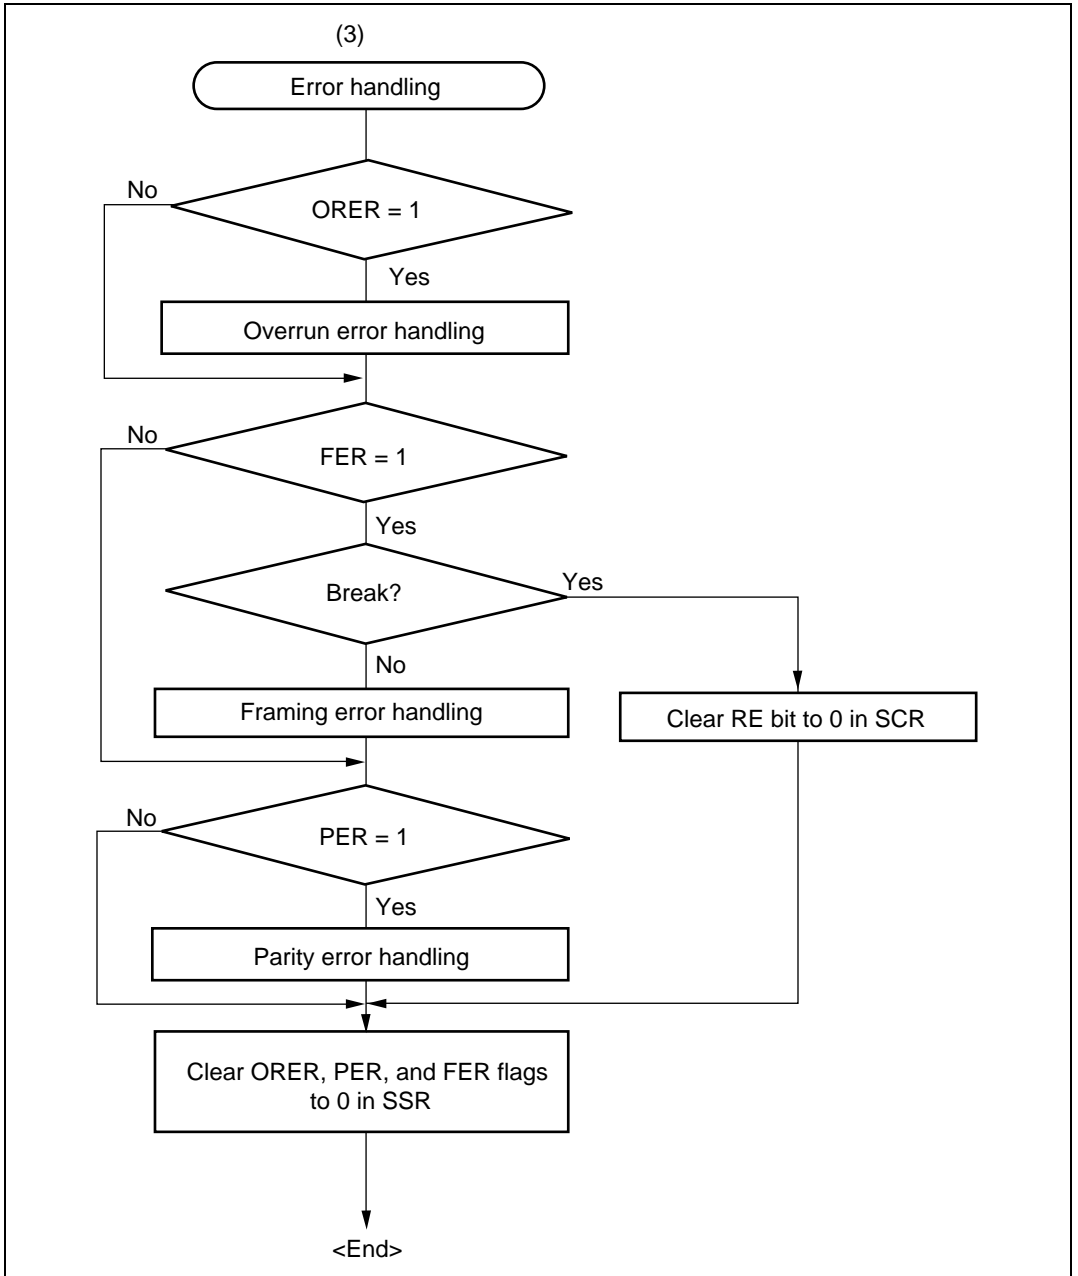 (3)
Error handling
No
ORER = 1
Yes
Overrun error handling
No
FER = 1
Yes
Break?
Yes
No
Framing error handling
Clear RE bit to 0 in SCR
No
PER = 1
Yes
Parity error handling
Clear ORER, PER, and FER flags
to 0 in SSR
<End>